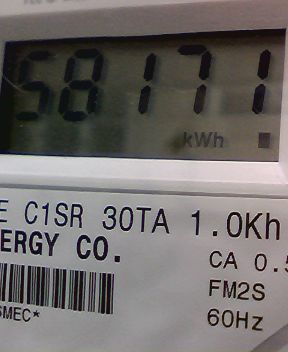 58171
kWh
E C1SR 30TA 1.0Kh
ERGY CO.
CA 0.5
FM2S
60Hz
SMEC*